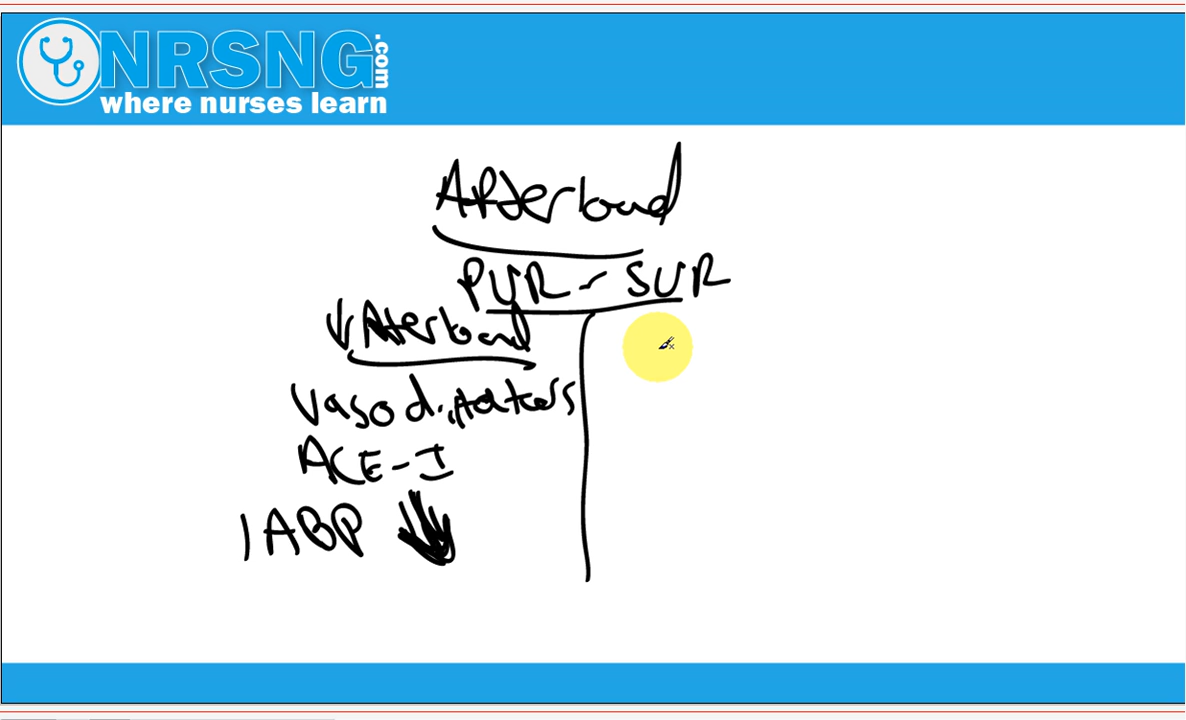 NRSNG.com
where nurses learn
Afterload
PVR - SVR
↓ Afterload
Vasodilators
ACE-I
IABP ↓